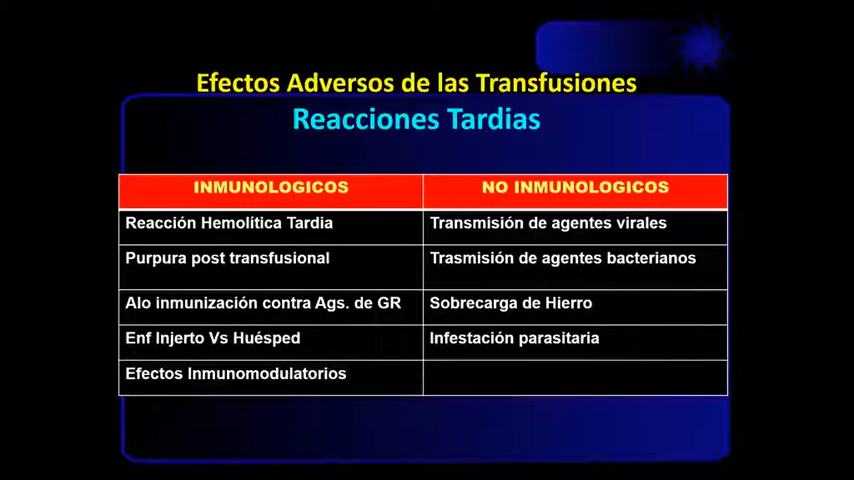 Efectos Adversos de las Transfusiones
Reacciones Tardias
INMUNOLOGICOS
NO INMUNOLOGICOS
Reacción Hemolítica Tardia
Transmisión de agentes virales
Purpura post transfusional
Trasmisión de agentes bacterianos
Alo inmunización contra Ags. de GR
Sobrecarga de Hierro
Enf Injerto Vs Huésped
Infestación parasitaria
Efectos Inmunomodulatorios